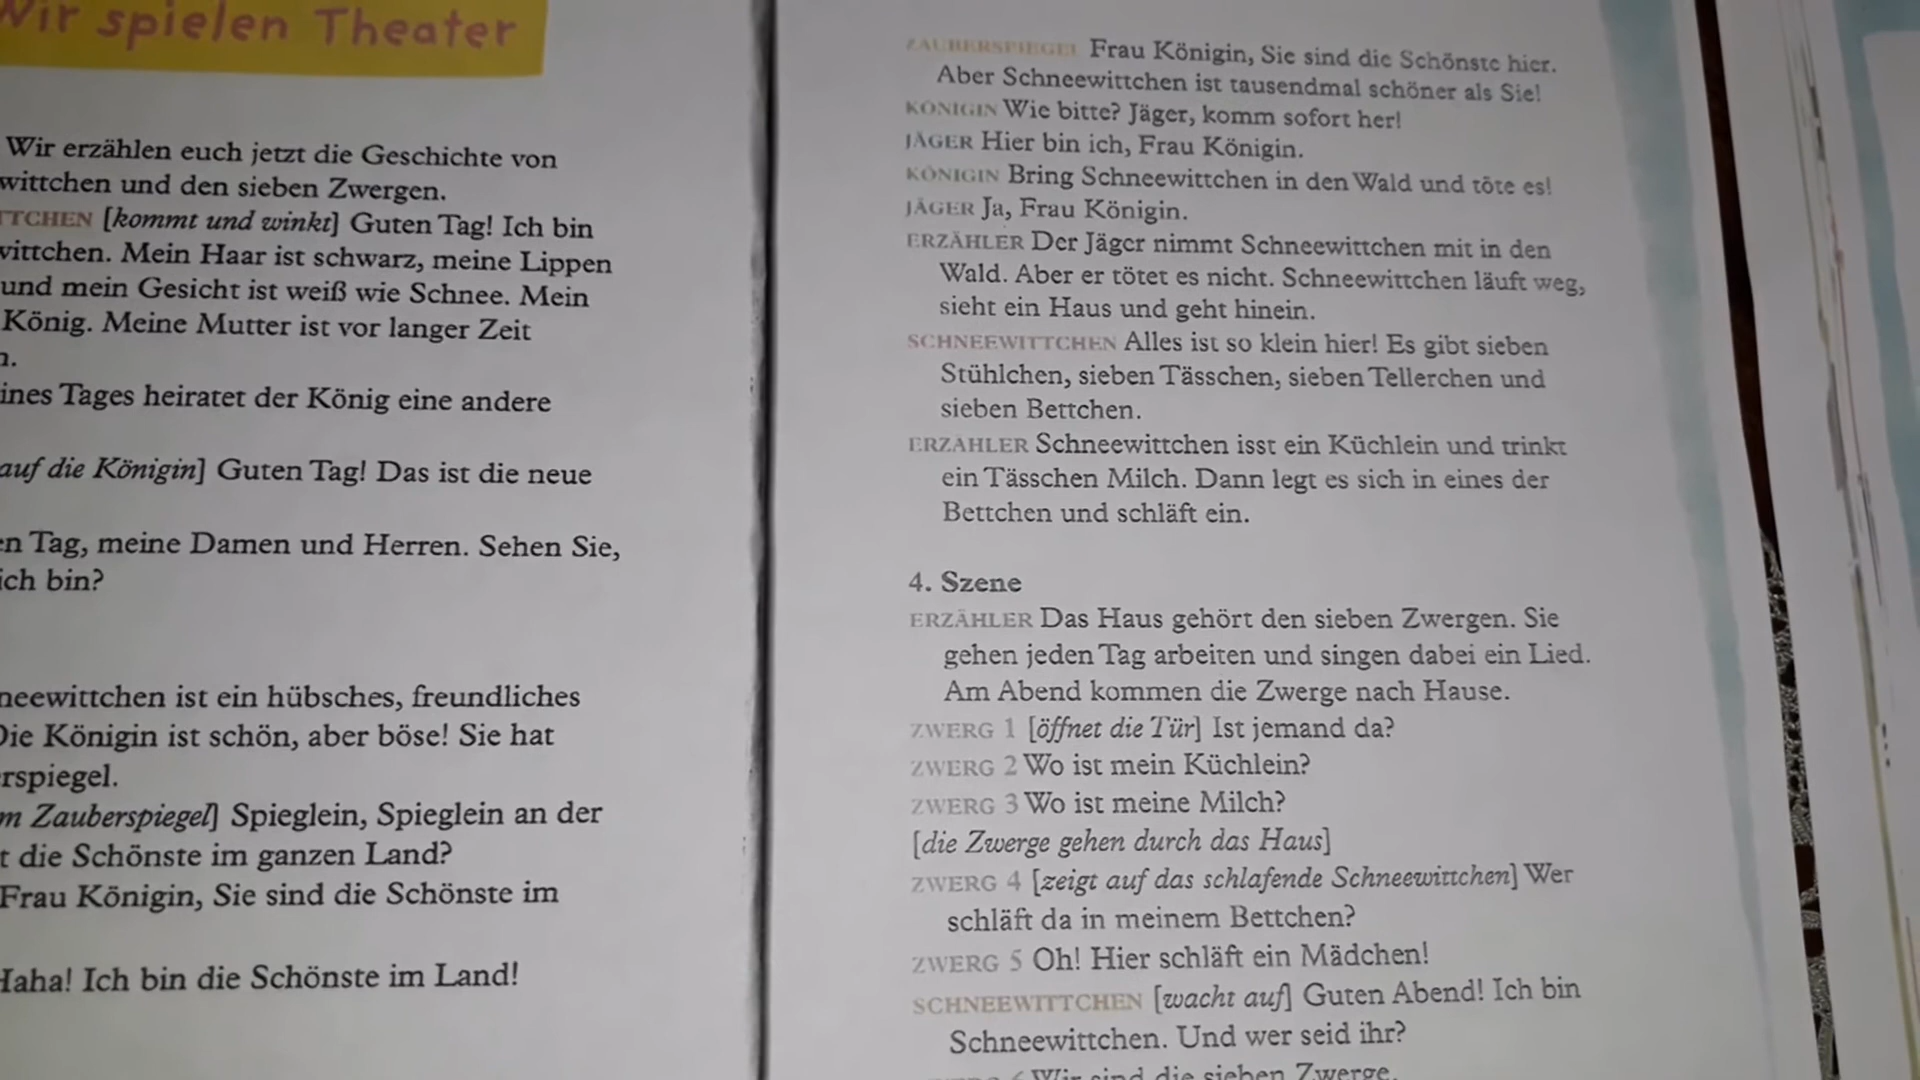 Wir spielen Theater
Wir erzählen euch jetzt die Geschichte von
wittchen und den sieben Zwergen.
TTCHEN [kommt und winkt] Guten Tag! Ich bin
wittchen. Mein Haar ist schwarz, meine Lippen
und mein Gesicht ist weiß wie Schnee. Mein
König. Meine Mutter ist vor langer Zeit
n.
ines Tages heiratet der König eine andere
auf die Königin] Guten Tag! Das ist die neue
en Tag, meine Damen und Herren. Sehen Sie,
ich bin?
neewittchen ist ein hübsches, freundliches
Die Königin ist schön, aber böse! Sie hat
rspiegel.
m Zauberspiegel] Spieglein, Spieglein an der
t die Schönste im ganzen Land?
Frau Königin, Sie sind die Schönste im
Haha! Ich bin die Schönste im Land!
ZAUBERSPIEGEL Frau Königin, Sie sind die Schönste hier.
Aber Schneewittchen ist tausendmal schöner als Sie!
KÖNIGIN Wie bitte? Jäger, komm sofort her!
JÄGER Hier bin ich, Frau Königin.
KÖNIGIN Bring Schneewittchen in den Wald und töte es!
JÄGER Ja, Frau Königin.
ERZÄHLER Der Jäger nimmt Schneewittchen mit in den
Wald. Aber er tötet es nicht. Schneewittchen läuft weg,
sieht ein Haus und geht hinein.
SCHNEEWITTCHEN Alles ist so klein hier! Es gibt sieben
Stühlchen, sieben Tässchen, sieben Tellerchen und
sieben Bettchen.
ERZÄHLER Schneewittchen isst ein Küchlein und trinkt
ein Tässchen Milch. Dann legt es sich in eines der
Bettchen und schläft ein.
4. Szene
ERZÄHLER Das Haus gehört den sieben Zwergen. Sie
gehen jeden Tag arbeiten und singen dabei ein Lied.
Am Abend kommen die Zwerge nach Hause.
ZWERG 1 [öffnet die Tür] Ist jemand da?
ZWERG 2 Wo ist mein Küchlein?
ZWERG 3 Wo ist meine Milch?
[die Zwerge gehen durch das Haus]
ZWERG 4 [zeigt auf das schlafende Schneewittchen] Wer
schläft da in meinem Bettchen?
ZWERG 5 Oh! Hier schläft ein Mädchen!
SCHNEEWITTCHEN [wacht auf] Guten Abend! Ich bin
Schneewittchen. Und wer seid ihr?
Wir sind die sieben Zwerge.